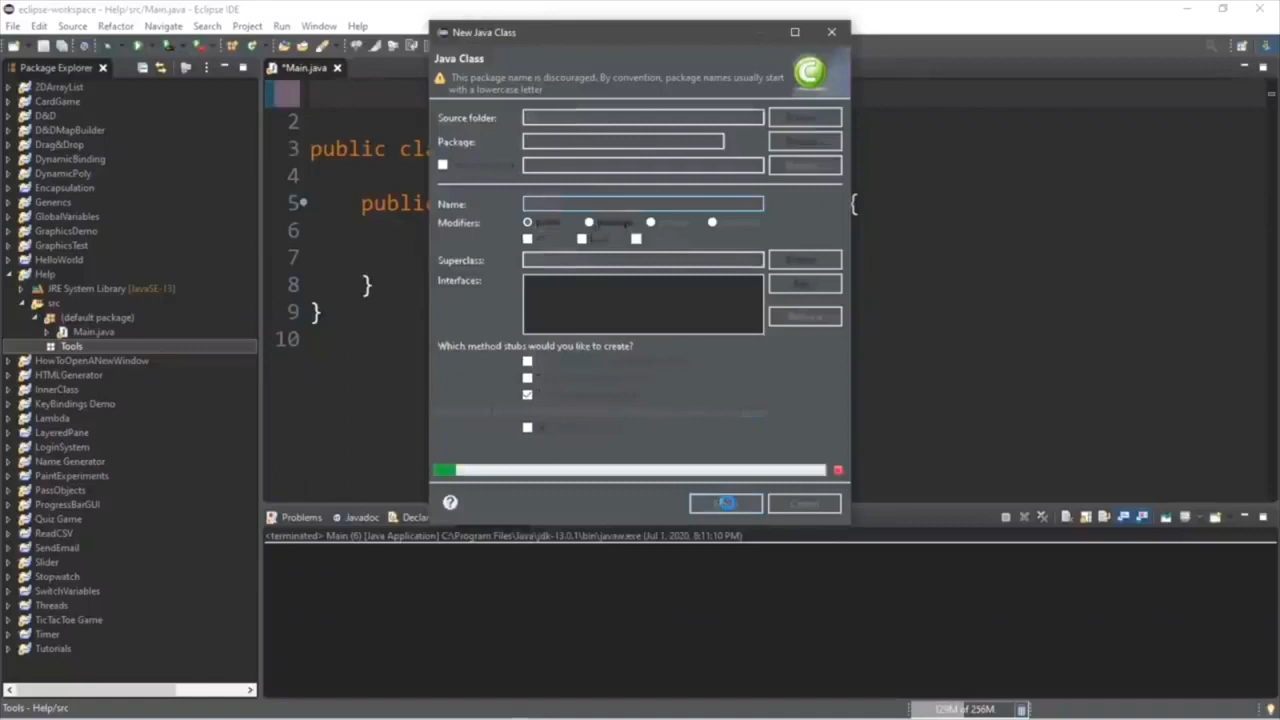 eclipse-workspace - Help/src/Main.java - Eclipse IDE
File Edit Source Refactor Navigate Search Project Run Window Help
Package Explorer
*Main.java
2DArrayList
CardGame
D&D
D&DMapBuilder
Drag&Drop
DynamicBinding
DynamicPoly
Encapsulation
Generics
GlobalVariables
GraphicsDemo
GraphicsTest
HelloWorld
Help
JRE System Library [JavaSE-13]
src
(default package)
Main.java
Tools
HowToOpenANewWindow
HTMLGenerator
InnerClass
KeyBindings Demo
Lambda
LayeredPane
LoginSystem
Name Generator
PaintExperiments
PassObjects
ProgressBarGUI
Quiz Game
ReadCSV
SendEmail
Slider
Stopwatch
SwitchVariables
Threads
TicTacToe Game
Timer
Tutorials
2
3 public cla
4
5 public {
6
7
8 }
9 }
10
New Java Class
Java Class
This package name is discouraged. By convention, package names usually start
with a lowercase letter
Source folder:
Package:
Name:
Modifiers:
Superclass:
Interfaces:
Which method stubs would you like to create?
Problems Javadoc Declar
<terminated> Main (6) [Java Application] C:\Program Files\Java\jdk-13.0.1\bin\javaw.exe (Jul 1, 2020, 8:11:10 PM)
Tools - Help/src
129M of 256M